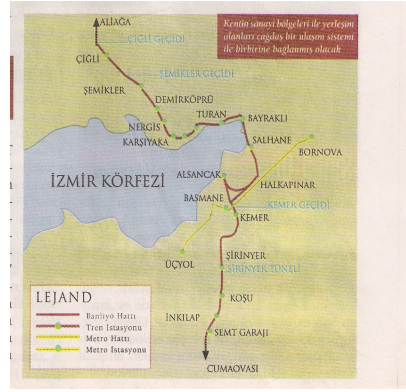 ALİAĞA
Kentin sanayi bölgeleri ile yerleşim
alanları çağdaş bir ulaşım sistemi
ile birbirine bağlanmış olacak
ÇİĞLİ GEÇİDİ
ÇİĞLİ
ŞEMİKLER GEÇİDİ
ŞEMİKLER
DEMİRKÖPRÜ
TURAN
BAYRAKLI
NERGİS
KARŞIYAKA
SALHANE
BORNOVA
İZMİR KÖRFEZİ
ALSANCAK
HALKAPINAR
BASMANE
KEMER GEÇİDİ
KEMER
ÜÇYOL
ŞİRİNYER
ŞİRİNYER TÜNELİ
LEJAND
Banliyo Hattı
Tren İstasyonu
Metro Hattı
Metro İstasyonu
KOŞU
İNKILAP
SEMT GARAJI
CUMAOVASI